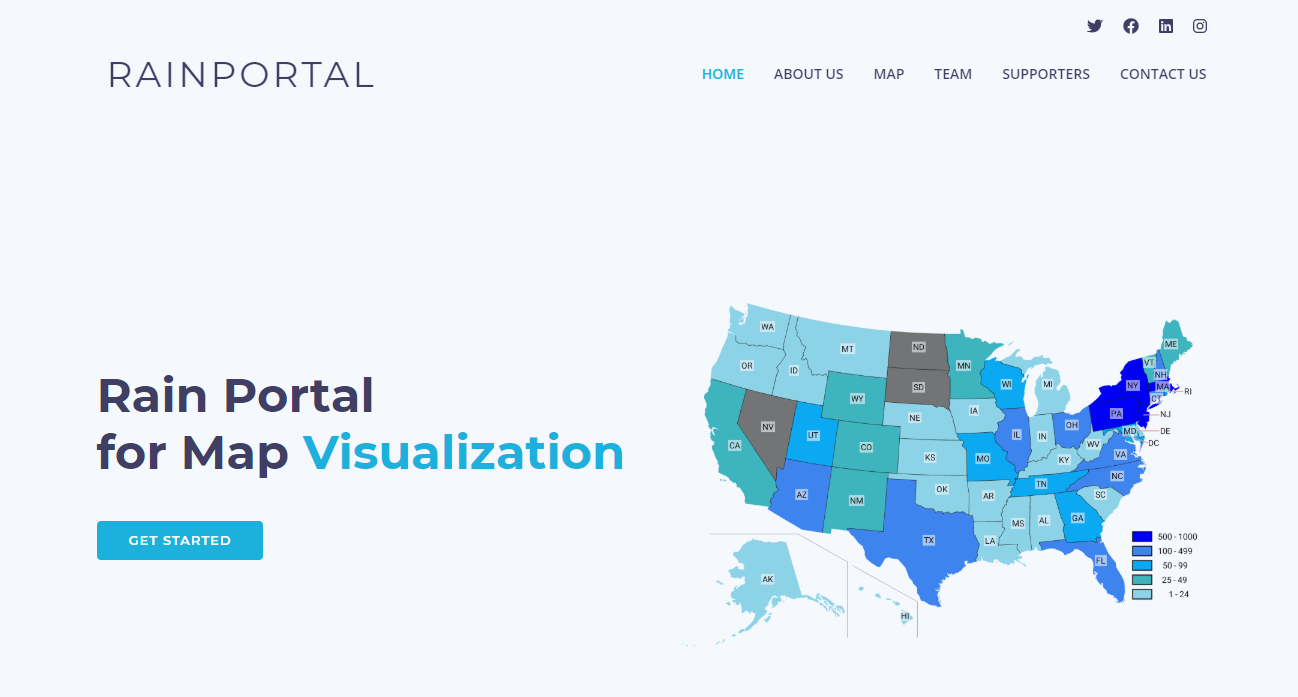 RAINPORTAL
HOME ABOUT US MAP TEAM SUPPORTERS CONTACT US
Rain Portal
for Map Visualization
GET STARTED
WA
MT
ND
MN
ME
OR
ID
SD
WI
MI
VT
NH
NY
MA
RI
CT
WY
NE
IA
PA
NJ
NV
UT
CO
IL
IN
OH
MD
DE
DC
CA
KS
MO
KY
WV
VA
AZ
NM
OK
AR
TN
NC
SC
MS
AL
GA
TX
LA
FL
AK
HI
500 - 1000
100 - 499
50 - 99
25 - 49
1 - 24